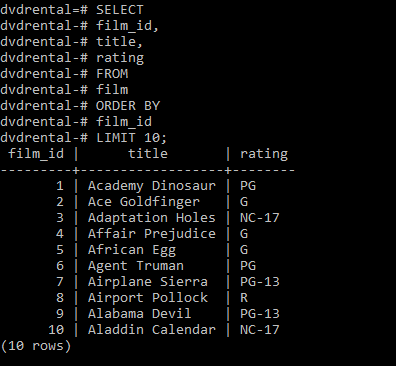 dvdrental=# SELECT
dvdrental-# film_id,
dvdrental-# title,
dvdrental-# rating
dvdrental-# FROM
dvdrental-# film
dvdrental-# ORDER BY
dvdrental-# film_id
dvdrental-# LIMIT 10;
 film_id |      title       | rating
---------+------------------+--------
       1 | Academy Dinosaur | PG
       2 | Ace Goldfinger   | G
       3 | Adaptation Holes | NC-17
       4 | Affair Prejudice | G
       5 | African Egg      | G
       6 | Agent Truman     | PG
       7 | Airplane Sierra  | PG-13
       8 | Airport Pollock  | R
       9 | Alabama Devil    | PG-13
      10 | Aladdin Calendar | NC-17
(10 rows)